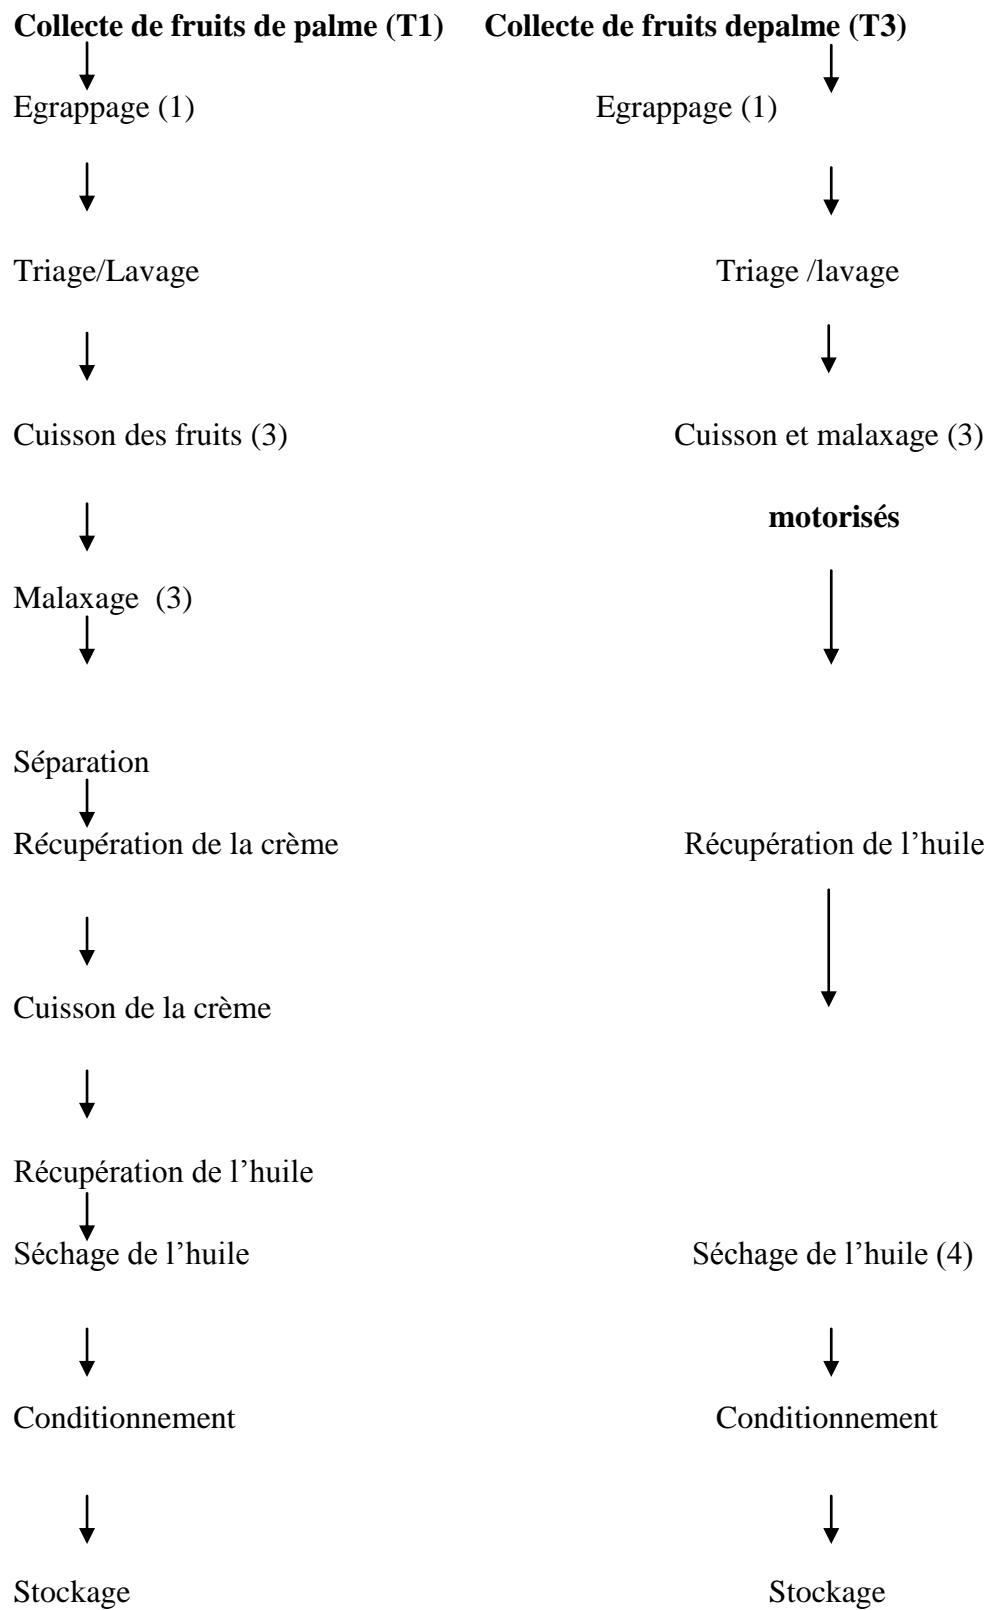 Collecte de fruits de palme (T1) Collecte de fruits depalme (T3)
Egrappage (1) Egrappage (1)
Triage/Lavage Triage /lavage
Cuisson des fruits (3) Cuisson et malaxage (3)
motorisés
Malaxage (3)
Séparation
Récupération de la crème Récupération de l’huile
Cuisson de la crème
Récupération de l’huile
Séchage de l’huile Séchage de l’huile (4)
Conditionnement Conditionnement
Stockage Stockage